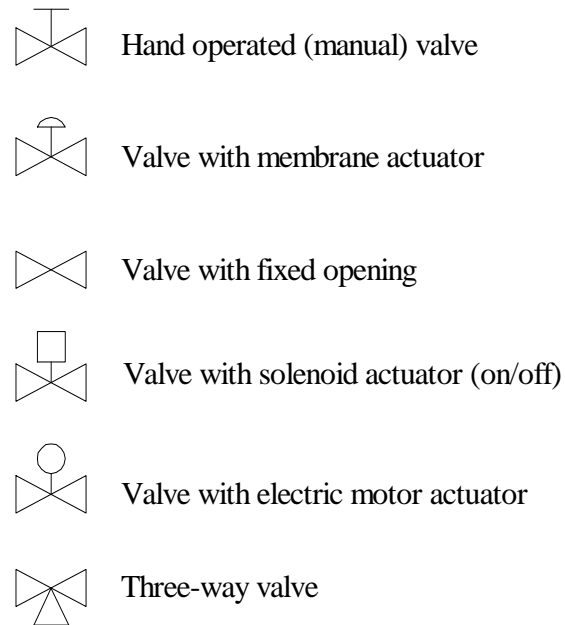 Hand operated (manual) valve
Valve with membrane actuator
Valve with fixed opening
Valve with solenoid actuator (on/off)
Valve with electric motor actuator
Three-way valve